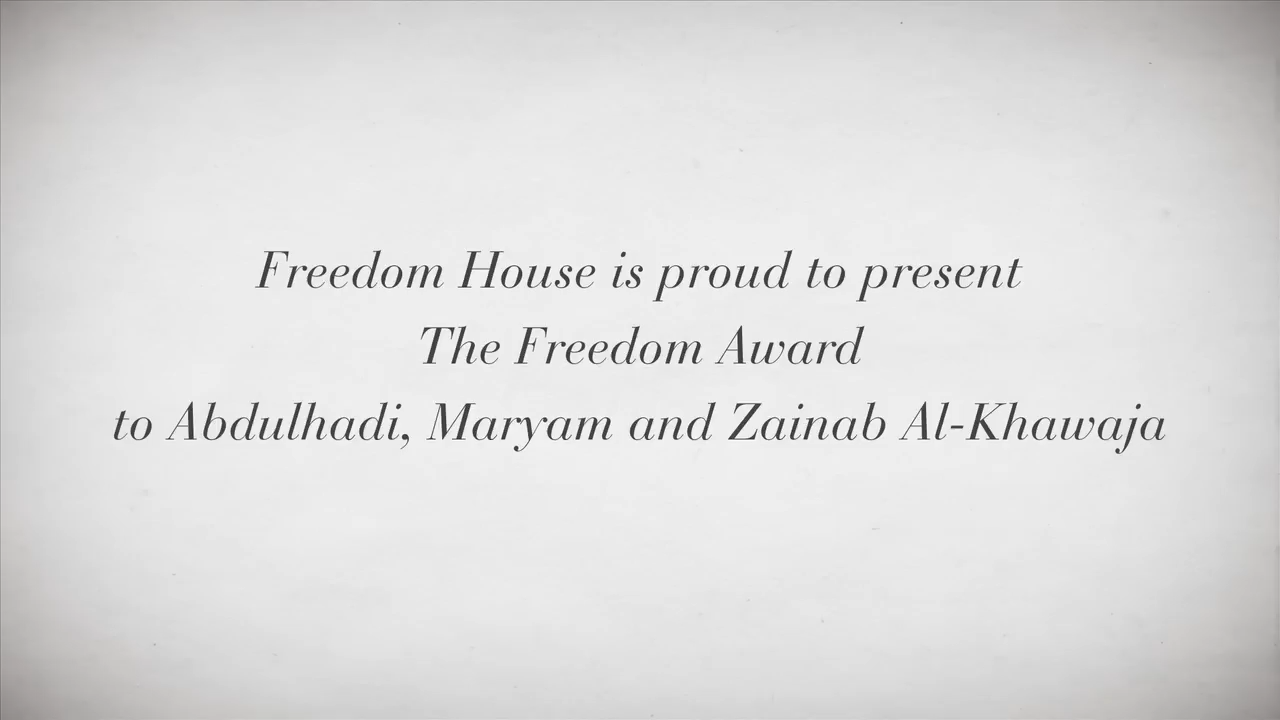 Freedom House is proud to present
The Freedom Award
to Abdulhadi, Maryam and Zainab Al-Khawaja